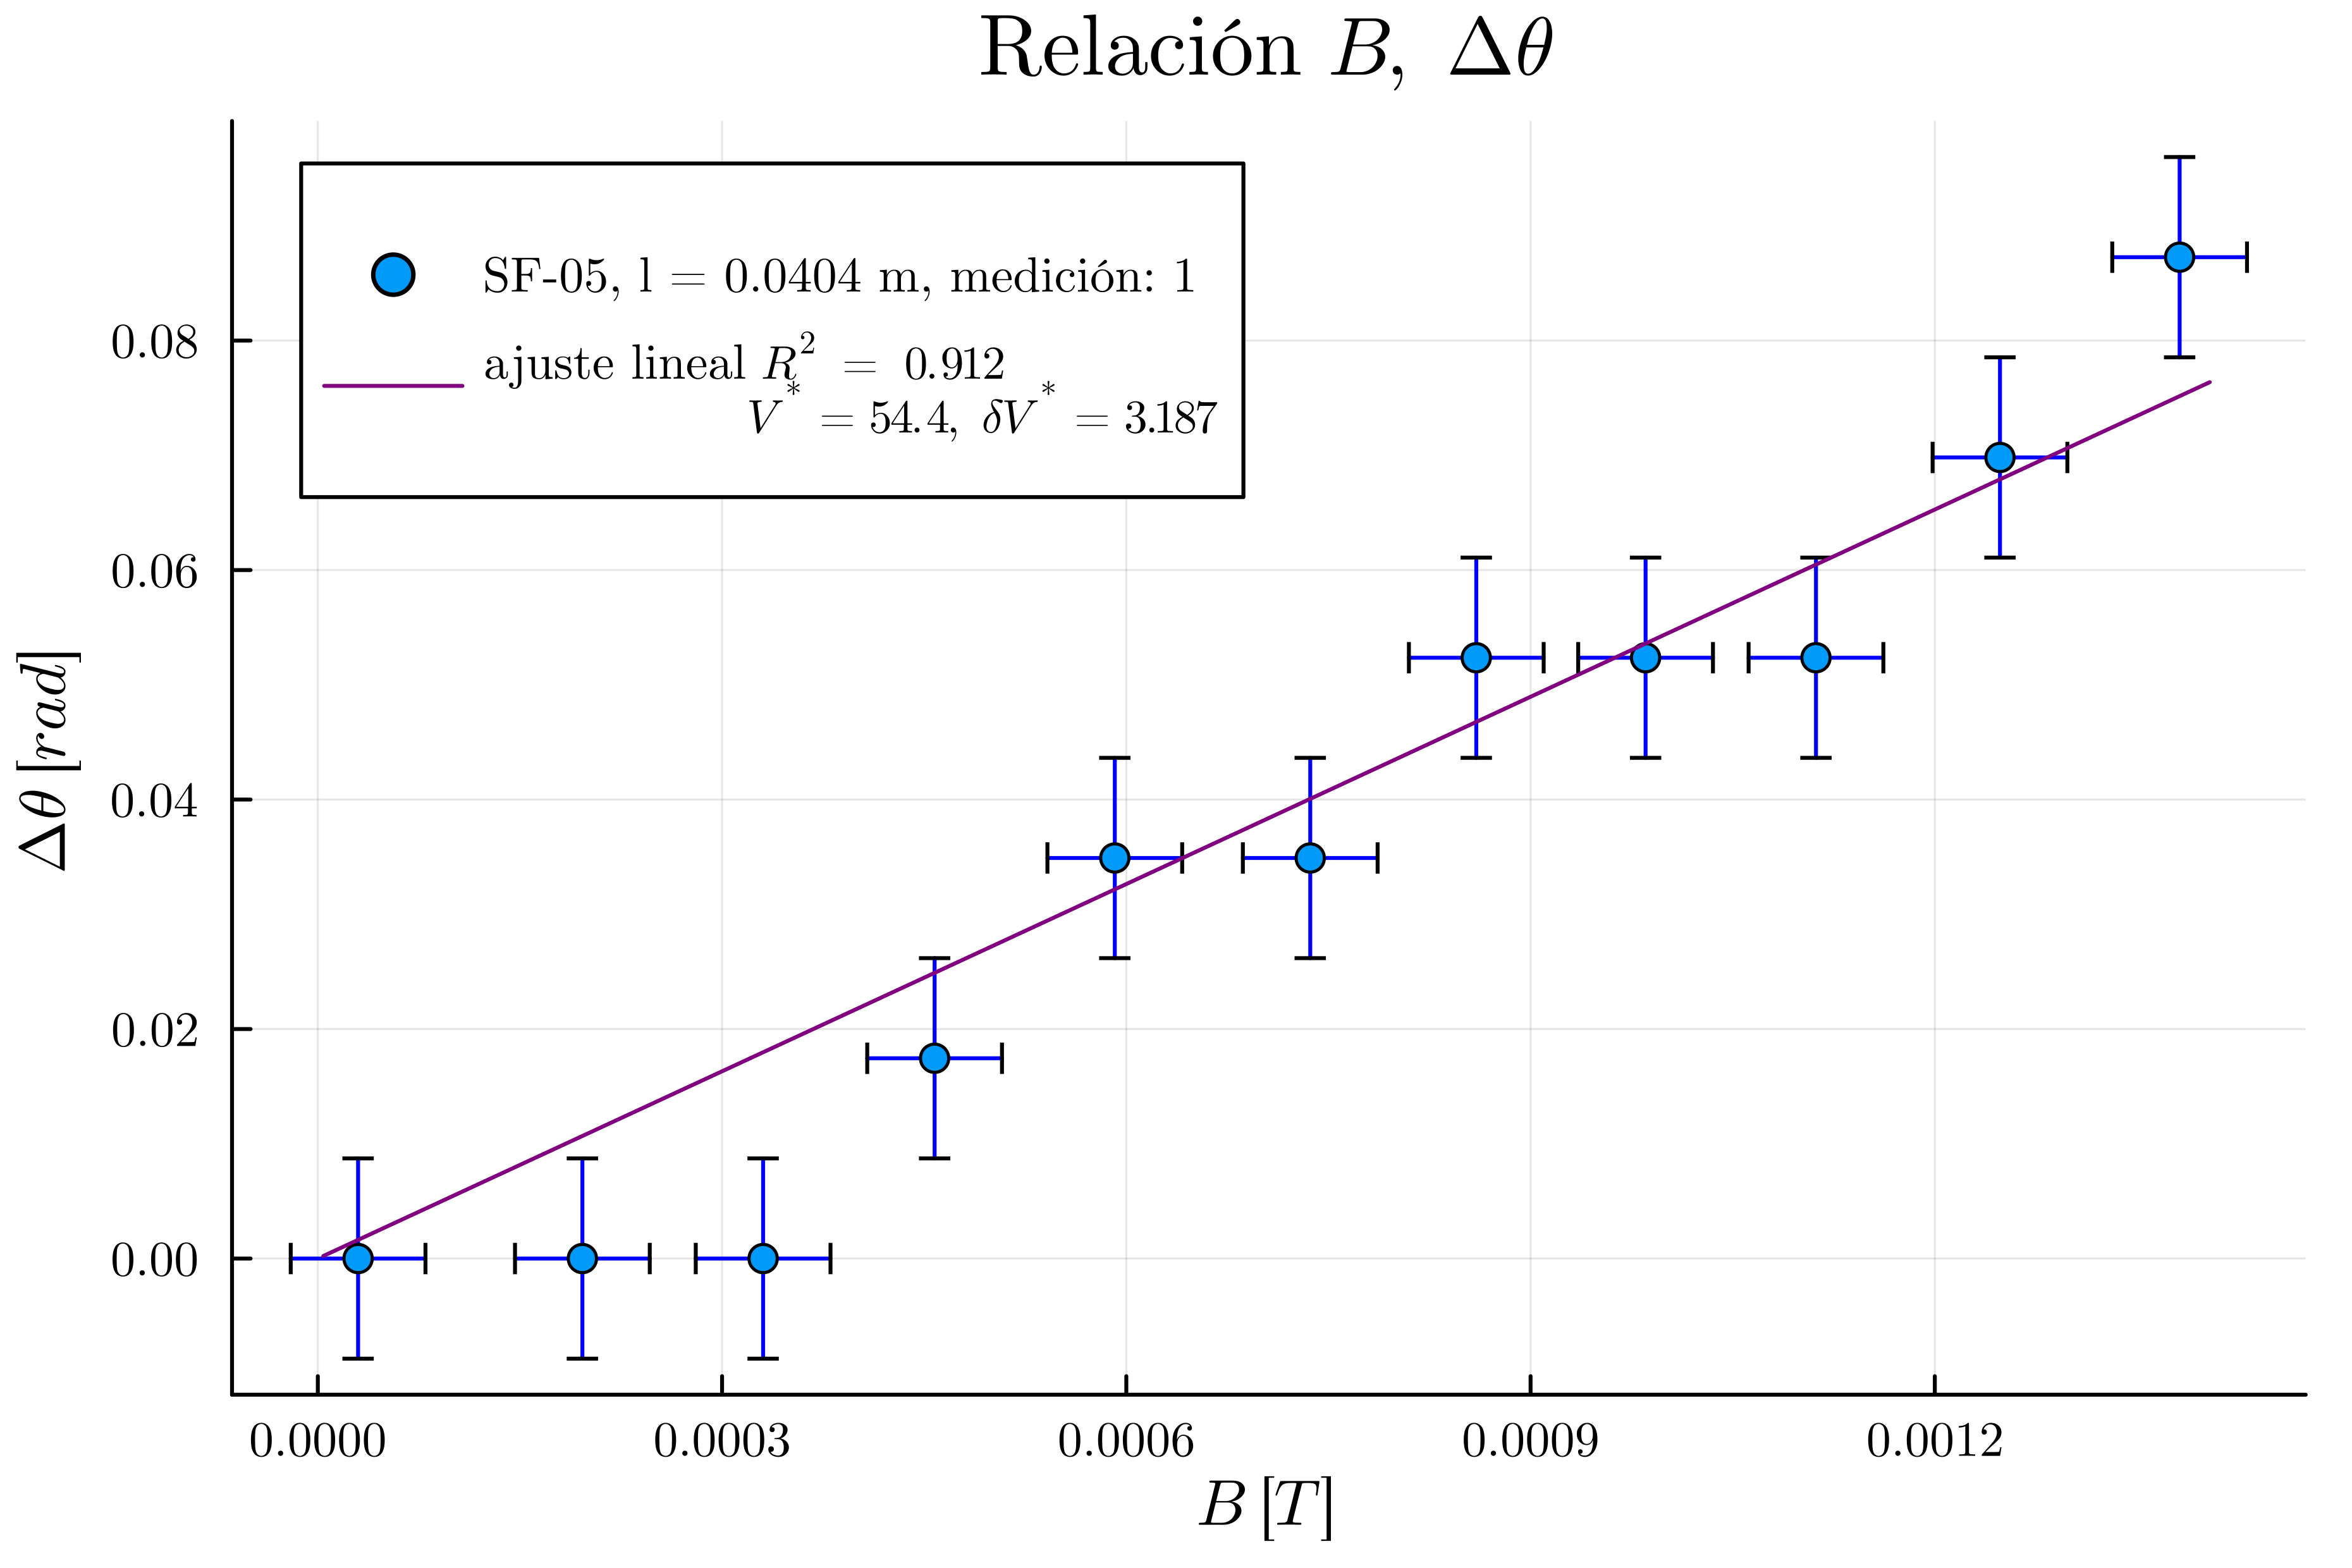 Relación B, Δθ
SF-05, l = 0.0404 m, medición: 1
ajuste lineal R² = 0.912
V* = 54.4, δV* = 3.187
Δθ [rad]
0.08
0.06
0.04
0.02
0.00
0.0000 0.0003 0.0006 0.0009 0.0012
B [T]